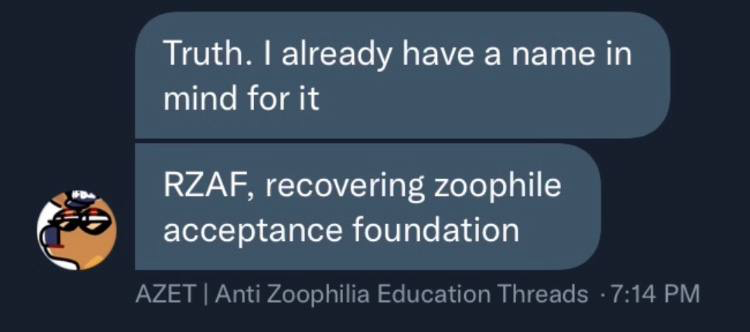 Truth. I already have a name in
mind for it
RZAF, recovering zoophile
acceptance foundation
AZET | Anti Zoophilia Education Threads · 7:14 PM